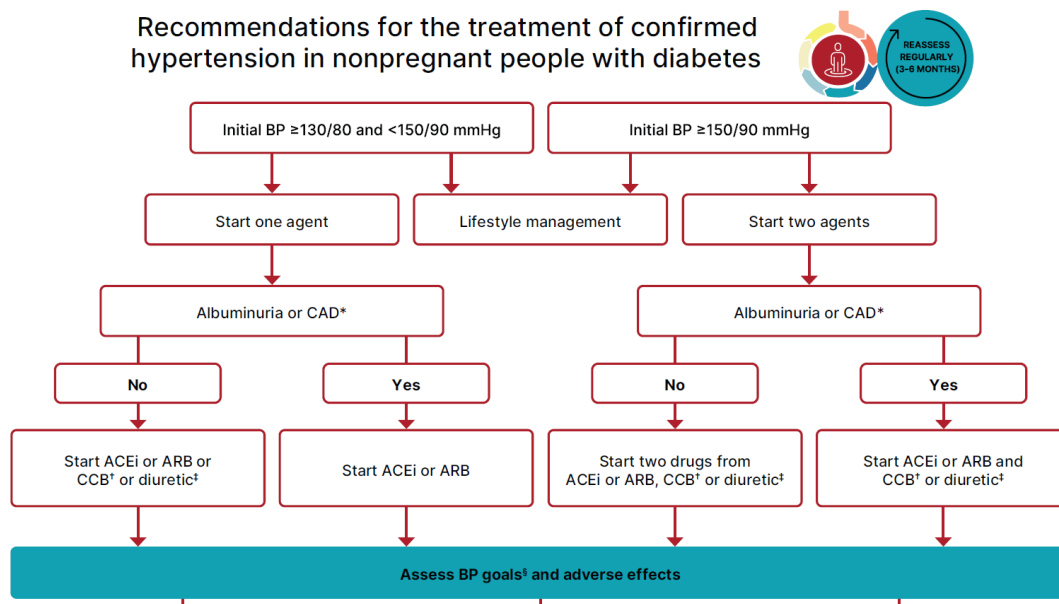 Recommendations for the treatment of confirmed
hypertension in nonpregnant people with diabetes
REASSESS
REGULARLY
(3-6 MONTHS)
Initial BP ≥130/80 and <150/90 mmHg
Initial BP ≥150/90 mmHg
Start one agent
Lifestyle management
Start two agents
Albuminuria or CAD*
Albuminuria or CAD*
No
Yes
No
Yes
Start ACEi or ARB or
CCB† or diuretic‡
Start ACEi or ARB
Start two drugs from
ACEi or ARB, CCB† or diuretic‡
Start ACEi or ARB and
CCB† or diuretic‡
Assess BP goals§ and adverse effects